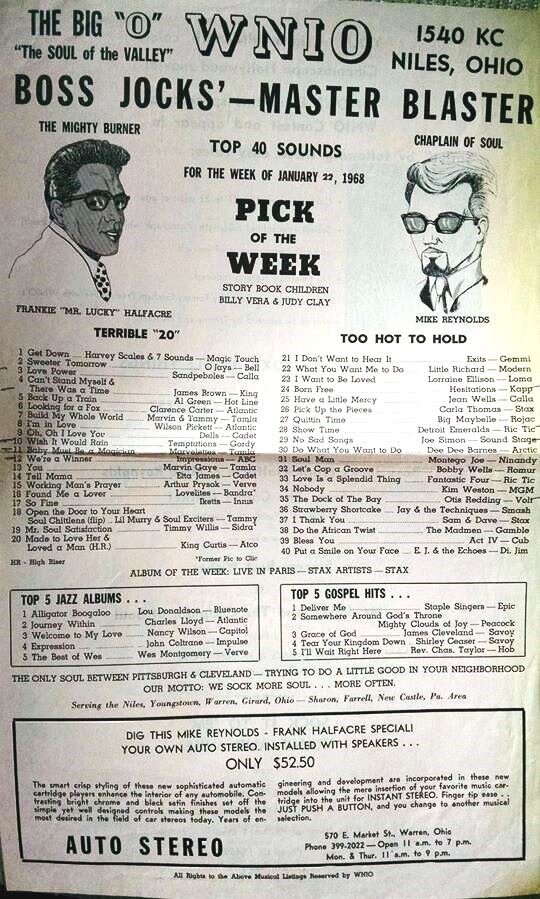 THE BIG "O"
"The SOUL of the VALLEY"
WNIO
1540 KC
NILES, OHIO
BOSS JOCKS'—MASTER BLASTER
THE MIGHTY BURNER
CHAPLAIN OF SOUL
TOP 40 SOUNDS
FOR THE WEEK OF JANUARY 22, 1968
PICK
OF THE
WEEK
STORY BOOK CHILDREN
BILLY VERA & JUDY CLAY
FRANKIE "MR. LUCKY" HALFACRE
MIKE REYNOLDS
TERRIBLE "20"
1 Get Down Harvey Scales & 7 Sounds — Magic Touch
2 Sweeter Tomorrow O'Jays — Bell
3 Love Power Sandpeboles — Calla
4 Can't Stand Myself &
There Was a Time James Brown — King
5 Back Up a Train Al Green — Hot Line
6 Looking for a Fox Clarence Carter — Atlantic
7 Build My Whole World Marvin & Tammy — Tamla
8 I'm in Love Wilson Pickett — Atlantic
9 Oh, Oh I Love You Dells — Cadet
10 Wish It Would Rain Temptations — Gordy
11 Baby Must Be a Magician Marvelettes — Tamla
12 We're a Winner Impressions — ABC
13 You Marvin Gaye — Tamla
14 Tell Mama Etta James — Cadet
15 Working Man's Prayer Arthur Prysok — Verve
16 Found Me a Lover Lovelites — Bandra*
17 So Fine Iketts — Innus
18 Open the Door to Your Heart
Soul Chittlens (flip) Lil Murry & Soul Exciters — Tammy
19 Mr. Soul Satisfaction Timmy Willis — Sidra*
20 Made to Love Her &
Loved a Man (H.R.) King Curtis — Atco
HR - High Riser *Former Pic to Clic
TOO HOT TO HOLD
21 I Don't Want to Hear It Exits — Gemmi
22 What You Want Me to Do Little Richard — Modern
23 I Want to Be Loved Lorraine Ellison — Loma
24 Born Free Hesitations — Kapp
25 Have a Little Mercy Jean Wells — Calla
26 Pick Up the Pieces Carla Thomas — Stax
27 Quittin Time Big Maybelle — Rojac
28 Show Time Detroit Emeralds — Ric Tic
29 No Sad Songs Joe Simon — Sound Stage
30 Do What You Want to Do Dee Dee Barnes — Arctic
31 Soul Man Montego Joe — Ninandy
32 Let's Cop a Groove Bobby Wells — Romur
33 Love Is a Slendid Thing Fantastic Four — Ric Tic
34 Nobody Kim Weston — MGM
35 The Dock of The Bay Otis Redding — Volt
36 Strawberry Shortcake Jay & the Techniques — Smash
37 I Thank You Sam & Dave — Stax
38 Do the African Twist The Madmen — Gamble
39 Bless You Act IV — Cub
40 Put a Smile on Your Face E. J. & the Echoes — Di. Jim
ALBUM OF THE WEEK: LIVE IN PARIS — STAX ARTISTS — STAX
TOP 5 JAZZ ALBUMS . . .
1 Alligator Boogaloo Lou Donaldson — Bluenote
2 Journey Within Charles Lloyd — Atlantic
3 Welcome to My Love Nancy Wilson — Capitol
4 Expression John Coltrane — Impulse
5 The Best of Wes Wes Montgomery — Verve
TOP 5 GOSPEL HITS . . .
1 Deliver Me Staple Singers — Epic
2 Somewhere Around God's Throne
Mighty Clouds of Joy — Peacock
3 Grace of God James Cleveland — Savoy
4 Tear Your Kingdom Down Shirley Ceaser — Savoy
5 I'll Wait Right Here Rev. Chas. Taylor — Hob
THE ONLY SOUL BETWEEN PITTSBURGH & CLEVELAND — TRYING TO DO A LITTLE GOOD IN YOUR NEIGHBORHOOD
OUR MOTTO: WE SOCK MORE SOUL . . . MORE OFTEN.
Serving the Niles, Youngstown, Warren, Girard, Ohio — Sharon, Farrell, New Castle, Pa. Area
DIG THIS MIKE REYNOLDS - FRANK HALFACRE SPECIAL!
YOUR OWN AUTO STEREO. INSTALLED WITH SPEAKERS . . .
ONLY $52.50
The smart crisp styling of these new sophisticated automatic
cartridge players enhance the interior of any automobile. Con-
trasting bright chrome and black satin finishes set off the
simple yet well designed controls making these models the
most desired in the field of car stereos today. Years of en-
gineering and development are incorporated in these new
models allowing the mere insertion of your favorite music car-
tridge into the unit for INSTANT STEREO. Finger tip ease . .
JUST PUSH A BUTTON, and you change to another musical
selection.
AUTO STEREO
570 E. Market St., Warren, Ohio
Phone 399-2022 — Open 11 a.m. to 7 p.m.
Mon. & Thur. 11 a.m. to 9 p.m.
All Rights to the Above Musical Listings Reserved by WNIO